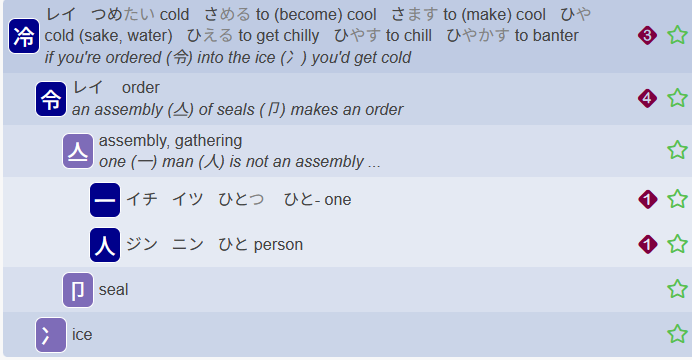 冷 レイ つめたい cold さめる to (become) cool さます to (make) cool ひや
cold (sake, water) ひえる to get chilly ひやす to chill ひやかす to banter 3
if you're ordered (令) into the ice (冫) you'd get cold
令 レイ order 4
an assembly (亼) of seals (卩) makes an order
亼 assembly, gathering
one (一) man (人) is not an assembly ...
一 イチ イツ ひとつ ひと- one 1
人 ジン ニン ひと person 1
卩 seal
冫 ice